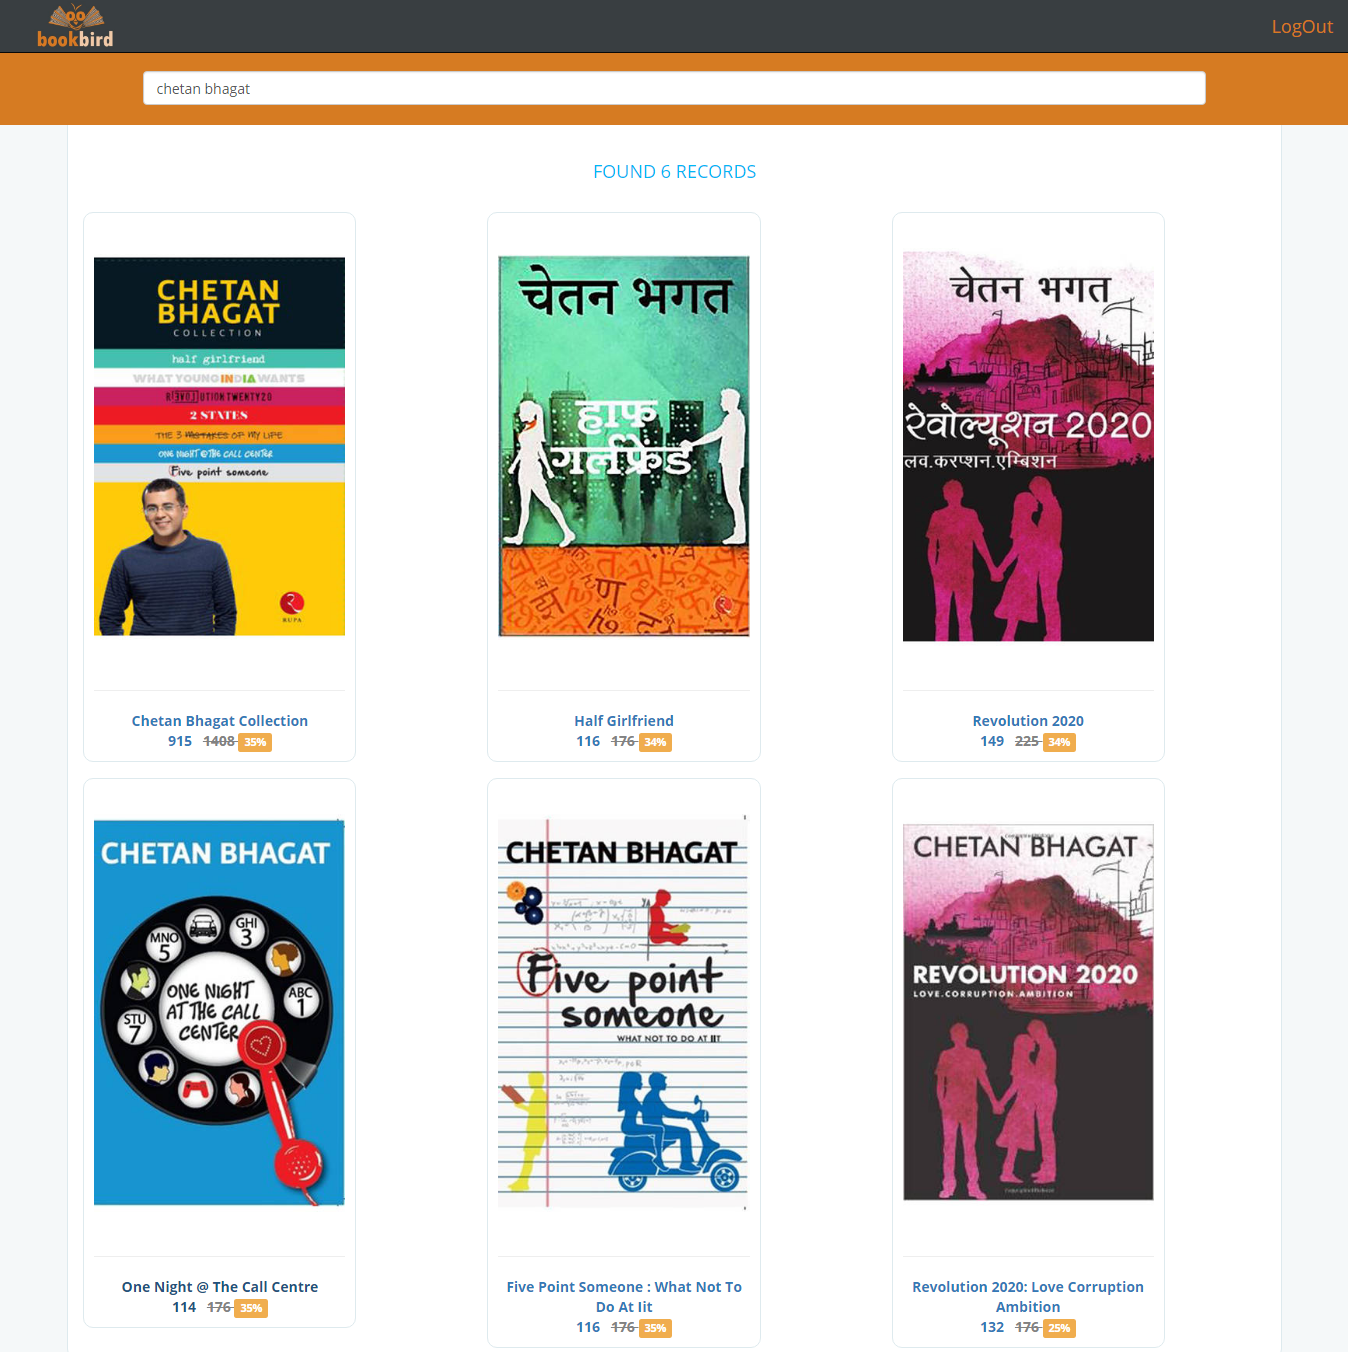 bookbird
LogOut
chetan bhagat
FOUND 6 RECORDS
CHETAN
BHAGAT
COLLECTION
half girlfriend
WHAT YOUNG INDIA WANTS
REVOLUTION TWENTY20
2 STATES
THE 3 MISTAKES OF MY LIFE
ONE NIGHT @ THE CALL CENTER
Five point someone
RUPA
Chetan Bhagat Collection
915 1408 35%
चेतन भगत
हाफ
गर्लफ्रेंड
Half Girlfriend
116 176 34%
चेतन भगत
रेवोल्यूशन 2020
लव.करप्शन.एम्बिशन
Revolution 2020
149 225 34%
CHETAN BHAGAT
GHI
3
MNO
5
ABC
1
STU
7
ONE NIGHT
AT THE CALL
CENTER
One Night @ The Call Centre
114 176 35%
CHETAN BHAGAT
Five point
someone
WHAT NOT TO DO AT IIT
Five Point Someone : What Not To
Do At Iit
116 176 35%
CHETAN BHAGAT
REVOLUTION 2020
LOVE.CORRUPTION.AMBITION
Revolution 2020: Love Corruption
Ambition
132 176 25%